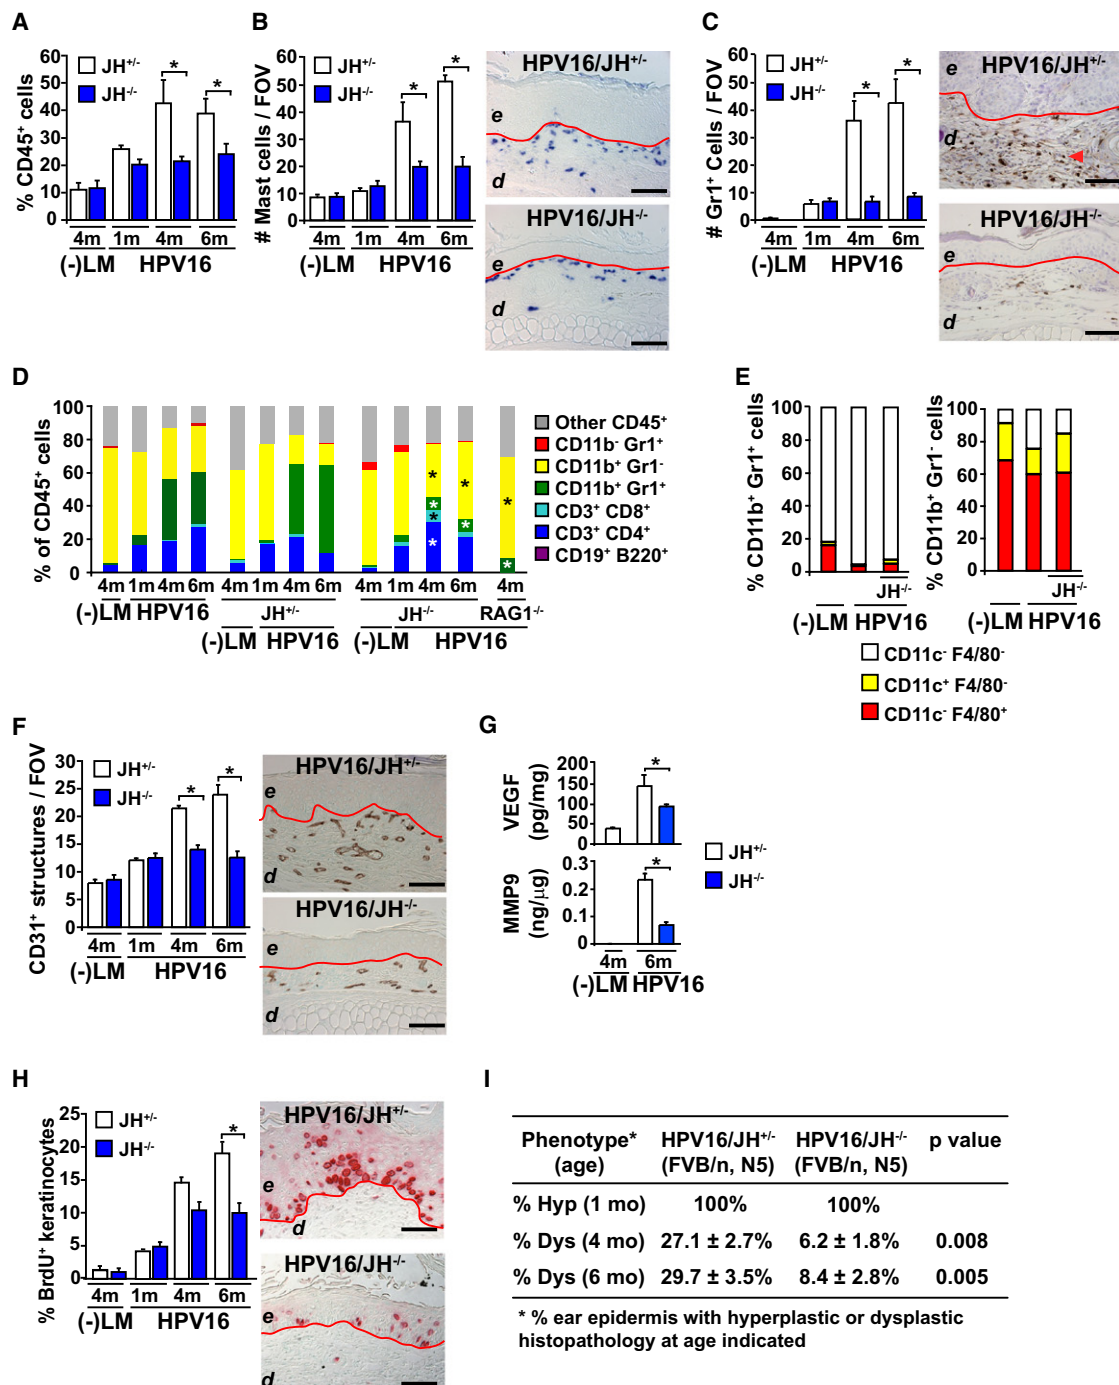 A
% CD45+ cells
60
50
40
30
20
10
0
JH+/-
JH-/-
*
*
4m 1m 4m 6m
(-)LM HPV16
B
# Mast cells / FOV
60
50
40
30
20
10
0
JH+/-
JH-/-
*
*
4m 1m 4m 6m
(-)LM HPV16
HPV16/JH+/-
e
d
HPV16/JH-/-
e
d
C
# Gr1+ Cells / FOV
60
50
40
30
20
10
0
JH+/-
JH-/-
*
*
4m 1m 4m 6m
(-)LM HPV16
HPV16/JH+/-
e
d
HPV16/JH-/-
e
d
D
% of CD45+ cells
100
80
60
40
20
0
* * * * * * * *
4m 1m 4m 6m 4m 1m 4m 6m 4m 1m 4m 6m 4m
(-)LM HPV16 JH+/- JH-/- RAG1-/-
(-)LM HPV16 (-)LM HPV16
Other CD45+
CD11b- Gr1+
CD11b+ Gr1-
CD11b+ Gr1+
CD3+ CD8+
CD3+ CD4+
CD19+ B220+
E
% CD11b+ Gr1+ cells
100
80
60
40
20
0
JH-/-
(-)LM HPV16
% CD11b+ Gr1- cells
100
80
60
40
20
0
JH-/-
(-)LM HPV16
CD11c- F4/80-
CD11c+ F4/80-
CD11c- F4/80+
F
CD31+ structures / FOV
30
25
20
15
10
5
0
JH+/-
JH-/-
*
*
4m 1m 4m 6m
(-)LM HPV16
HPV16/JH+/-
e
d
HPV16/JH-/-
e
d
G
VEGF
(pg/mg)
200
150
100
50
0
*
MMP9
(ng/μg)
0.3
0.2
0.1
0
*
4m 6m
(-)LM HPV16
JH+/-
JH-/-
H
% BrdU+ keratinocytes
25
20
15
10
5
0
JH+/-
JH-/-
*
4m 1m 4m 6m
(-)LM HPV16
HPV16/JH+/-
e
d
HPV16/JH-/-
e
d
I
Phenotype* HPV16/JH+/- HPV16/JH-/- p value
(age) (FVB/n, N5) (FVB/n, N5)
% Hyp (1 mo) 100% 100%
% Dys (4 mo) 27.1 ± 2.7% 6.2 ± 1.8% 0.008
% Dys (6 mo) 29.7 ± 3.5% 8.4 ± 2.8% 0.005
* % ear epidermis with hyperplastic or dysplastic
histopathology at age indicated